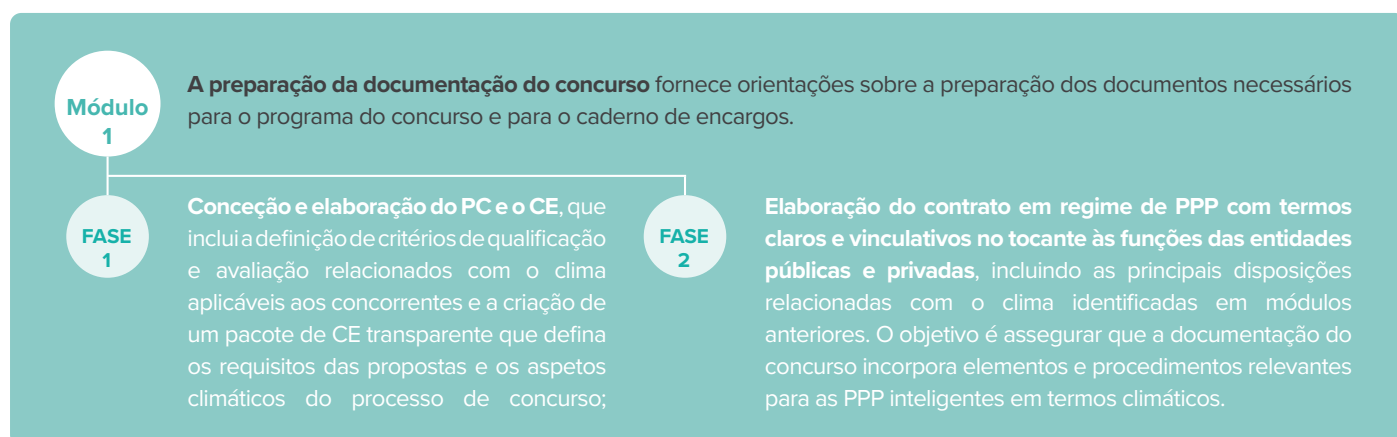 Módulo
1
A preparação da documentação do concurso fornece orientações sobre a preparação dos documentos necessários
para o programa do concurso e para o caderno de encargos.
FASE
1
Conceção e elaboração do PC e o CE, que
inclui a definição de critérios de qualificação
e avaliação relacionados com o clima
aplicáveis aos concorrentes e a criação de
um pacote de CE transparente que defina
os requisitos das propostas e os aspetos
climáticos do processo de concurso;
FASE
2
Elaboração do contrato em regime de PPP com termos
claros e vinculativos no tocante às funções das entidades
públicas e privadas, incluindo as principais disposições
relacionadas com o clima identificadas em módulos
anteriores. O objetivo é assegurar que a documentação do
concurso incorpora elementos e procedimentos relevantes
para as PPP inteligentes em termos climáticos.